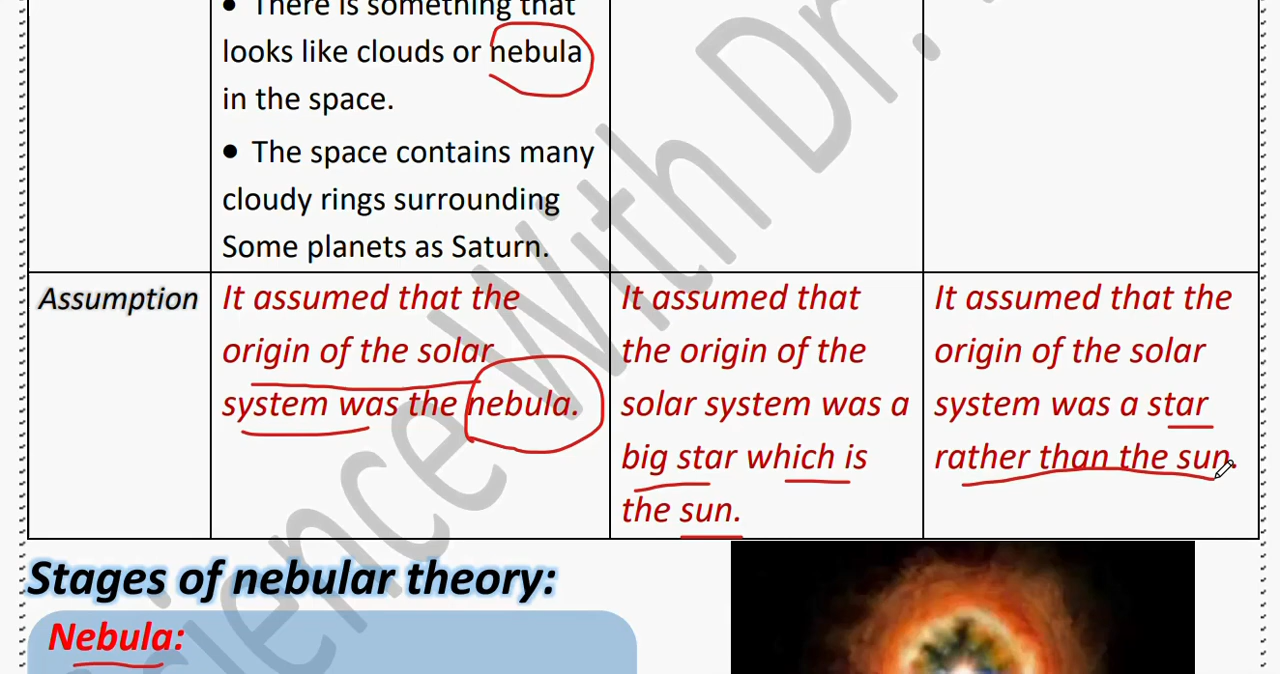 • There is something that
looks like clouds or nebula
in the space.
• The space contains many
cloudy rings surrounding
Some planets as Saturn.
Assumption
It assumed that the
origin of the solar
system was the nebula.
It assumed that
the origin of the
solar system was a
big star which is
the sun.
It assumed that the
origin of the solar
system was a star
rather than the sun.
Stages of nebular theory:
Nebula:
Science With Dr.